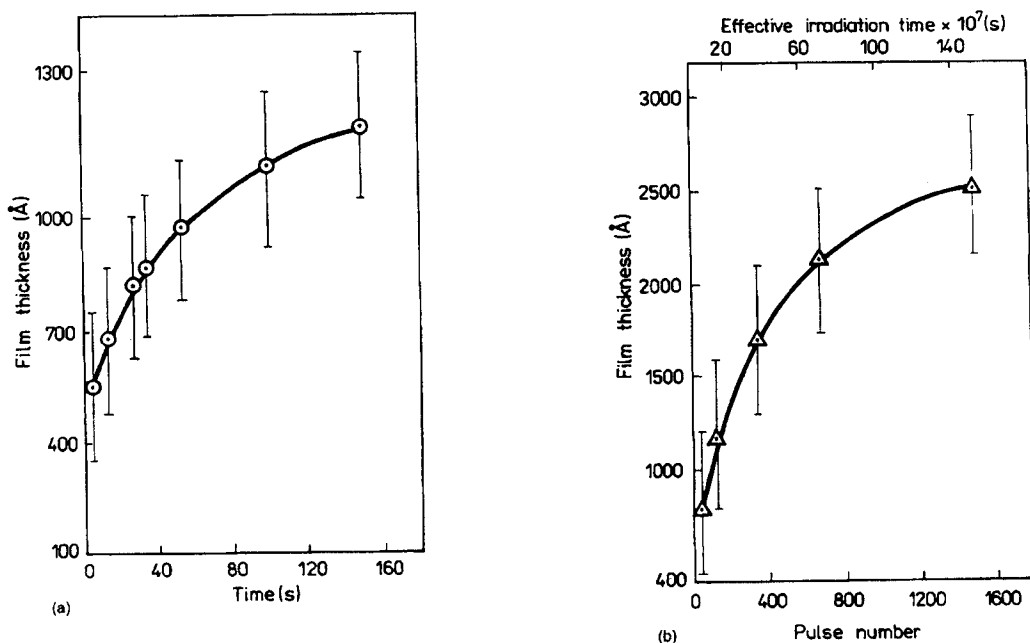 1300
1000
700
400
100
Film thickness (Å)
0 40 80 120 160
Time(s)
(a)
Effective irradiation time × 10⁷(s)
20 60 100 140
3000
2500
2000
1500
1000
400
Film thickness (Å)
0 400 800 1200 1600
Pulse number
(b)